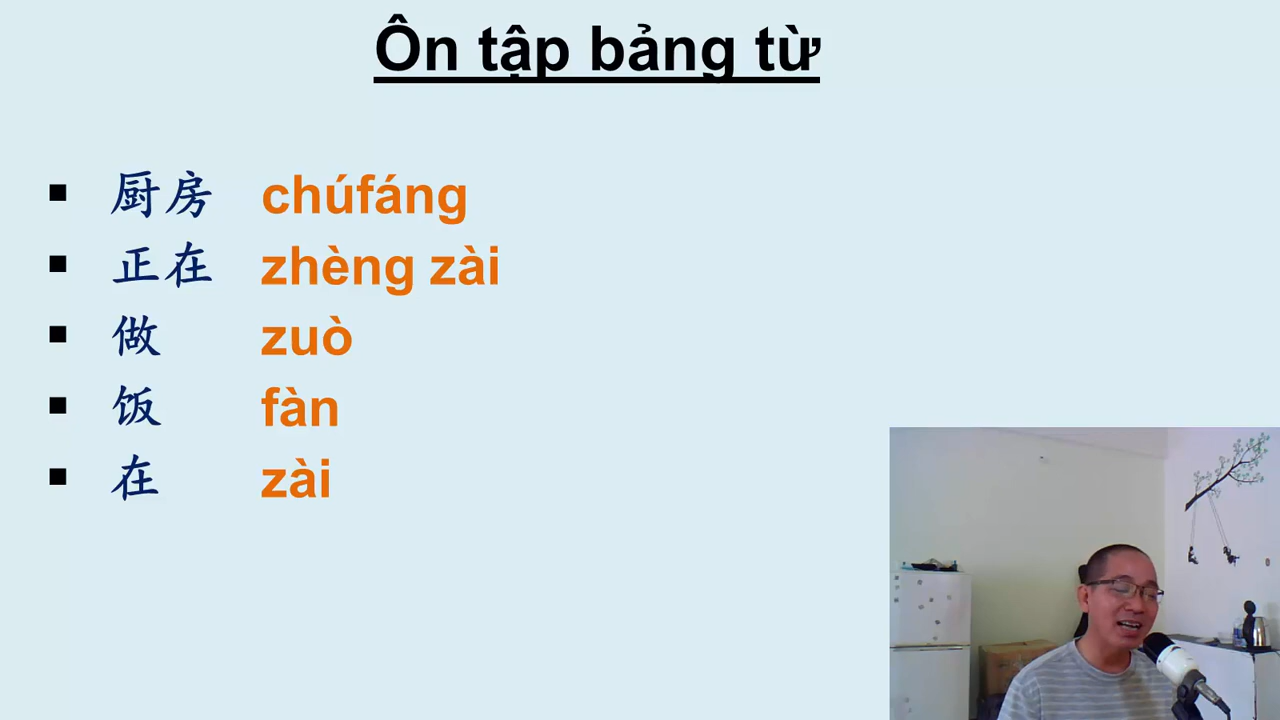 Ôn tập bảng từ
▪ 厨房 chúfáng
▪ 正在 zhèng zài
▪ 做 zuò
▪ 饭 fàn
▪ 在 zài